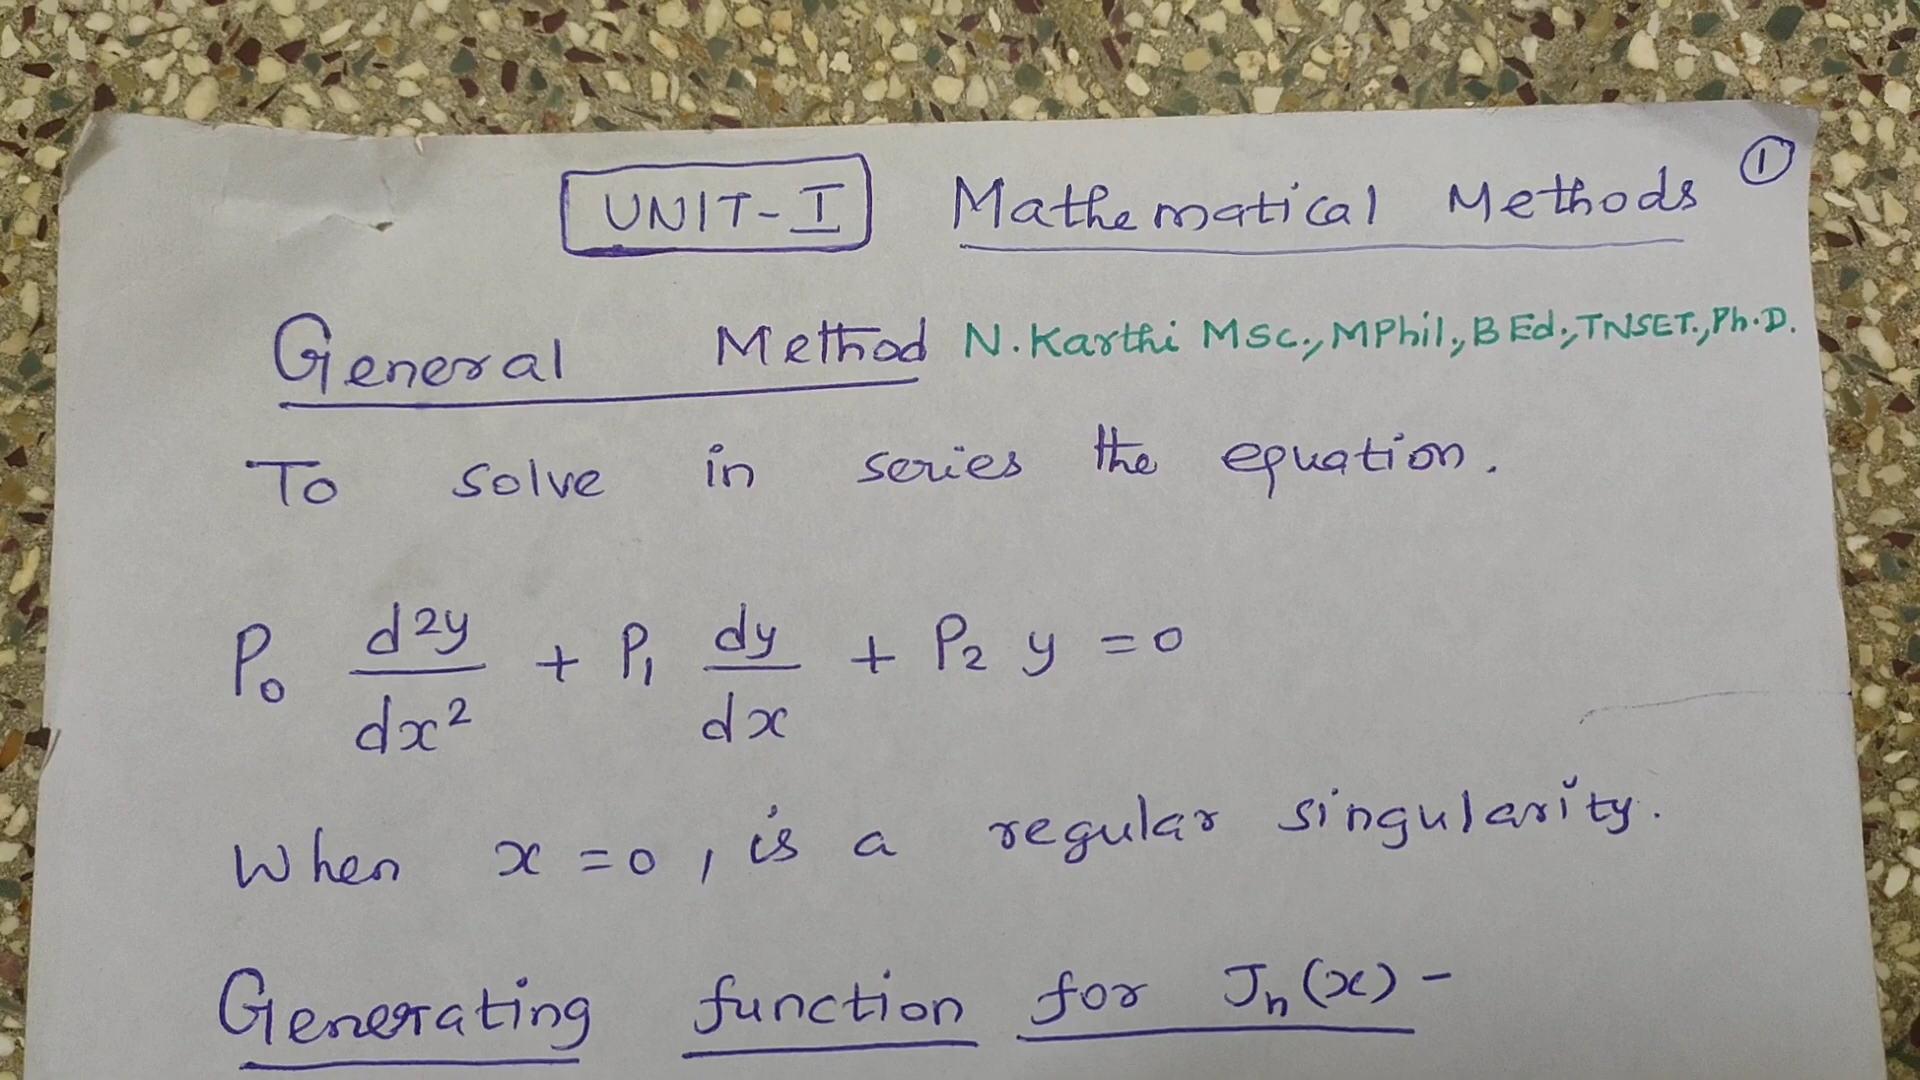 UNIT-I Mathematical Methods ①
General Method N. Karthi MSc., MPhil., B Ed., TNSET., Ph.D.
To solve in series the equation.
P₀ d²y/dx² + P₁ dy/dx + P₂ y = 0
When x = 0, is a regular singularity.
Generating function for Jₙ(x) -